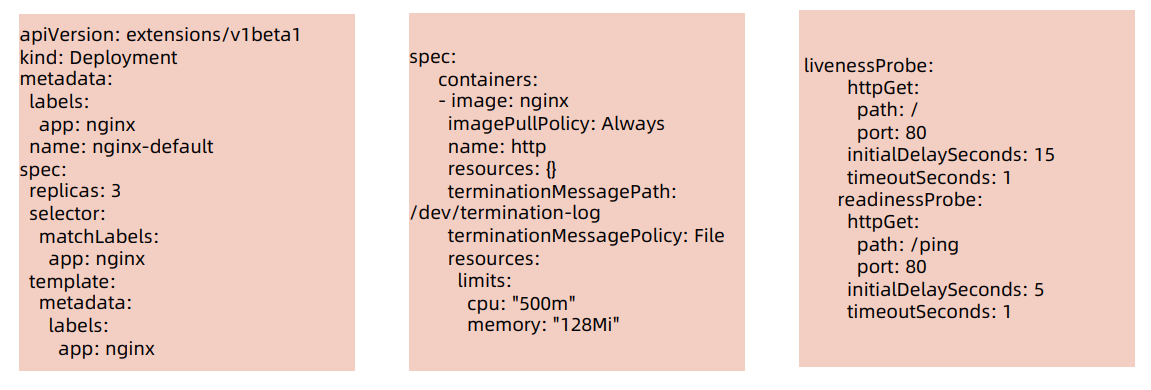 apiVersion: extensions/v1beta1
kind: Deployment
metadata:
  labels:
    app: nginx
  name: nginx-default
spec:
  replicas: 3
  selector:
    matchLabels:
      app: nginx
  template:
    metadata:
      labels:
        app: nginx
spec:
      containers:
      - image: nginx
        imagePullPolicy: Always
        name: http
        resources: {}
        terminationMessagePath:
/dev/termination-log
        terminationMessagePolicy: File
        resources:
          limits:
            cpu: "500m"
            memory: "128Mi"
livenessProbe:
         httpGet:
           path: /
           port: 80
         initialDelaySeconds: 15
         timeoutSeconds: 1
       readinessProbe:
         httpGet:
           path: /ping
           port: 80
         initialDelaySeconds: 5
         timeoutSeconds: 1